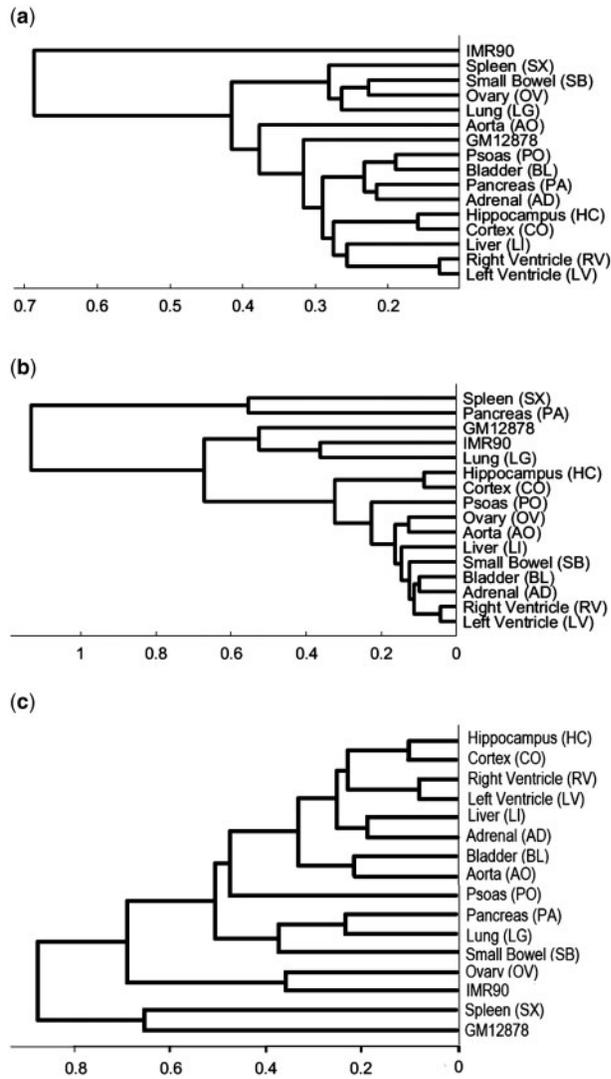 (a)
IMR90
Spleen (SX)
Small Bowel (SB)
Ovary (OV)
Lung (LG)
Aorta (AO)
GM12878
Psoas (PO)
Bladder (BL)
Pancreas (PA)
Adrenal (AD)
Hippocampus (HC)
Cortex (CO)
Liver (LI)
Right Ventricle (RV)
Left Ventricle (LV)
0.7 0.6 0.5 0.4 0.3 0.2
(b)
Spleen (SX)
Pancreas (PA)
GM12878
IMR90
Lung (LG)
Hippocampus (HC)
Cortex (CO)
Psoas (PO)
Ovary (OV)
Aorta (AO)
Liver (LI)
Small Bowel (SB)
Bladder (BL)
Adrenal (AD)
Right Ventricle (RV)
Left Ventricle (LV)
1 0.8 0.6 0.4 0.2 0
(c)
Hippocampus (HC)
Cortex (CO)
Right Ventricle (RV)
Left Ventricle (LV)
Liver (LI)
Adrenal (AD)
Bladder (BL)
Aorta (AO)
Psoas (PO)
Pancreas (PA)
Lung (LG)
Small Bowel (SB)
Ovary (OV)
IMR90
Spleen (SX)
GM12878
0.8 0.6 0.4 0.2 0